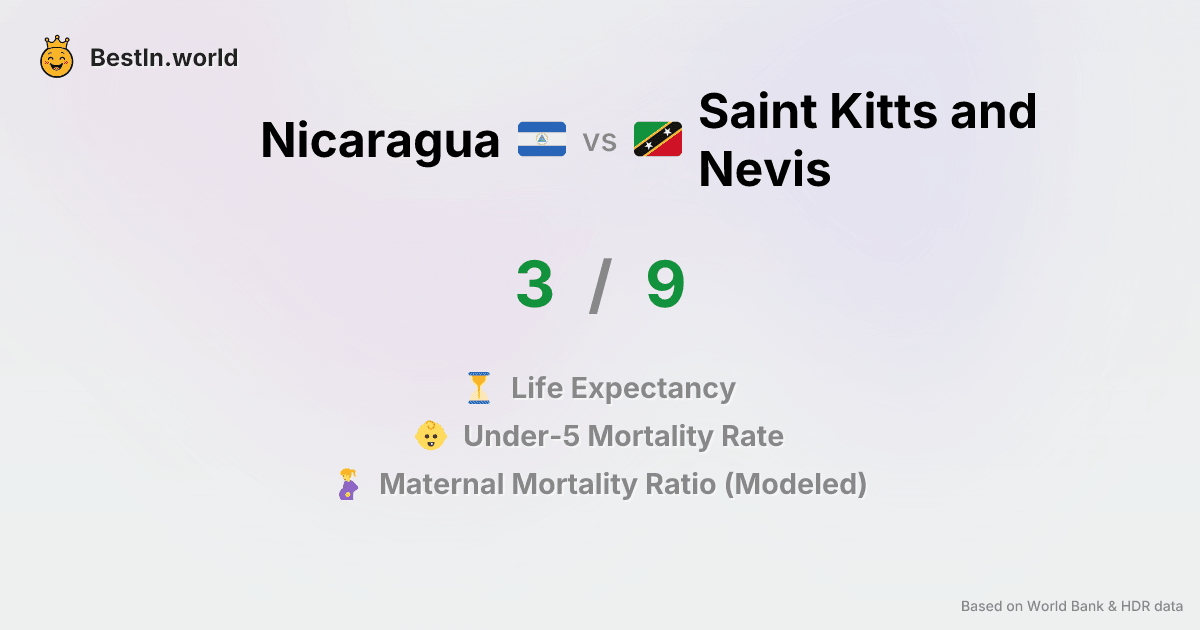 BestIn.world
Nicaragua vs Saint Kitts and
Nevis
3 / 9
Life Expectancy
Under-5 Mortality Rate
Maternal Mortality Ratio (Modeled)
Based on World Bank & HDR data